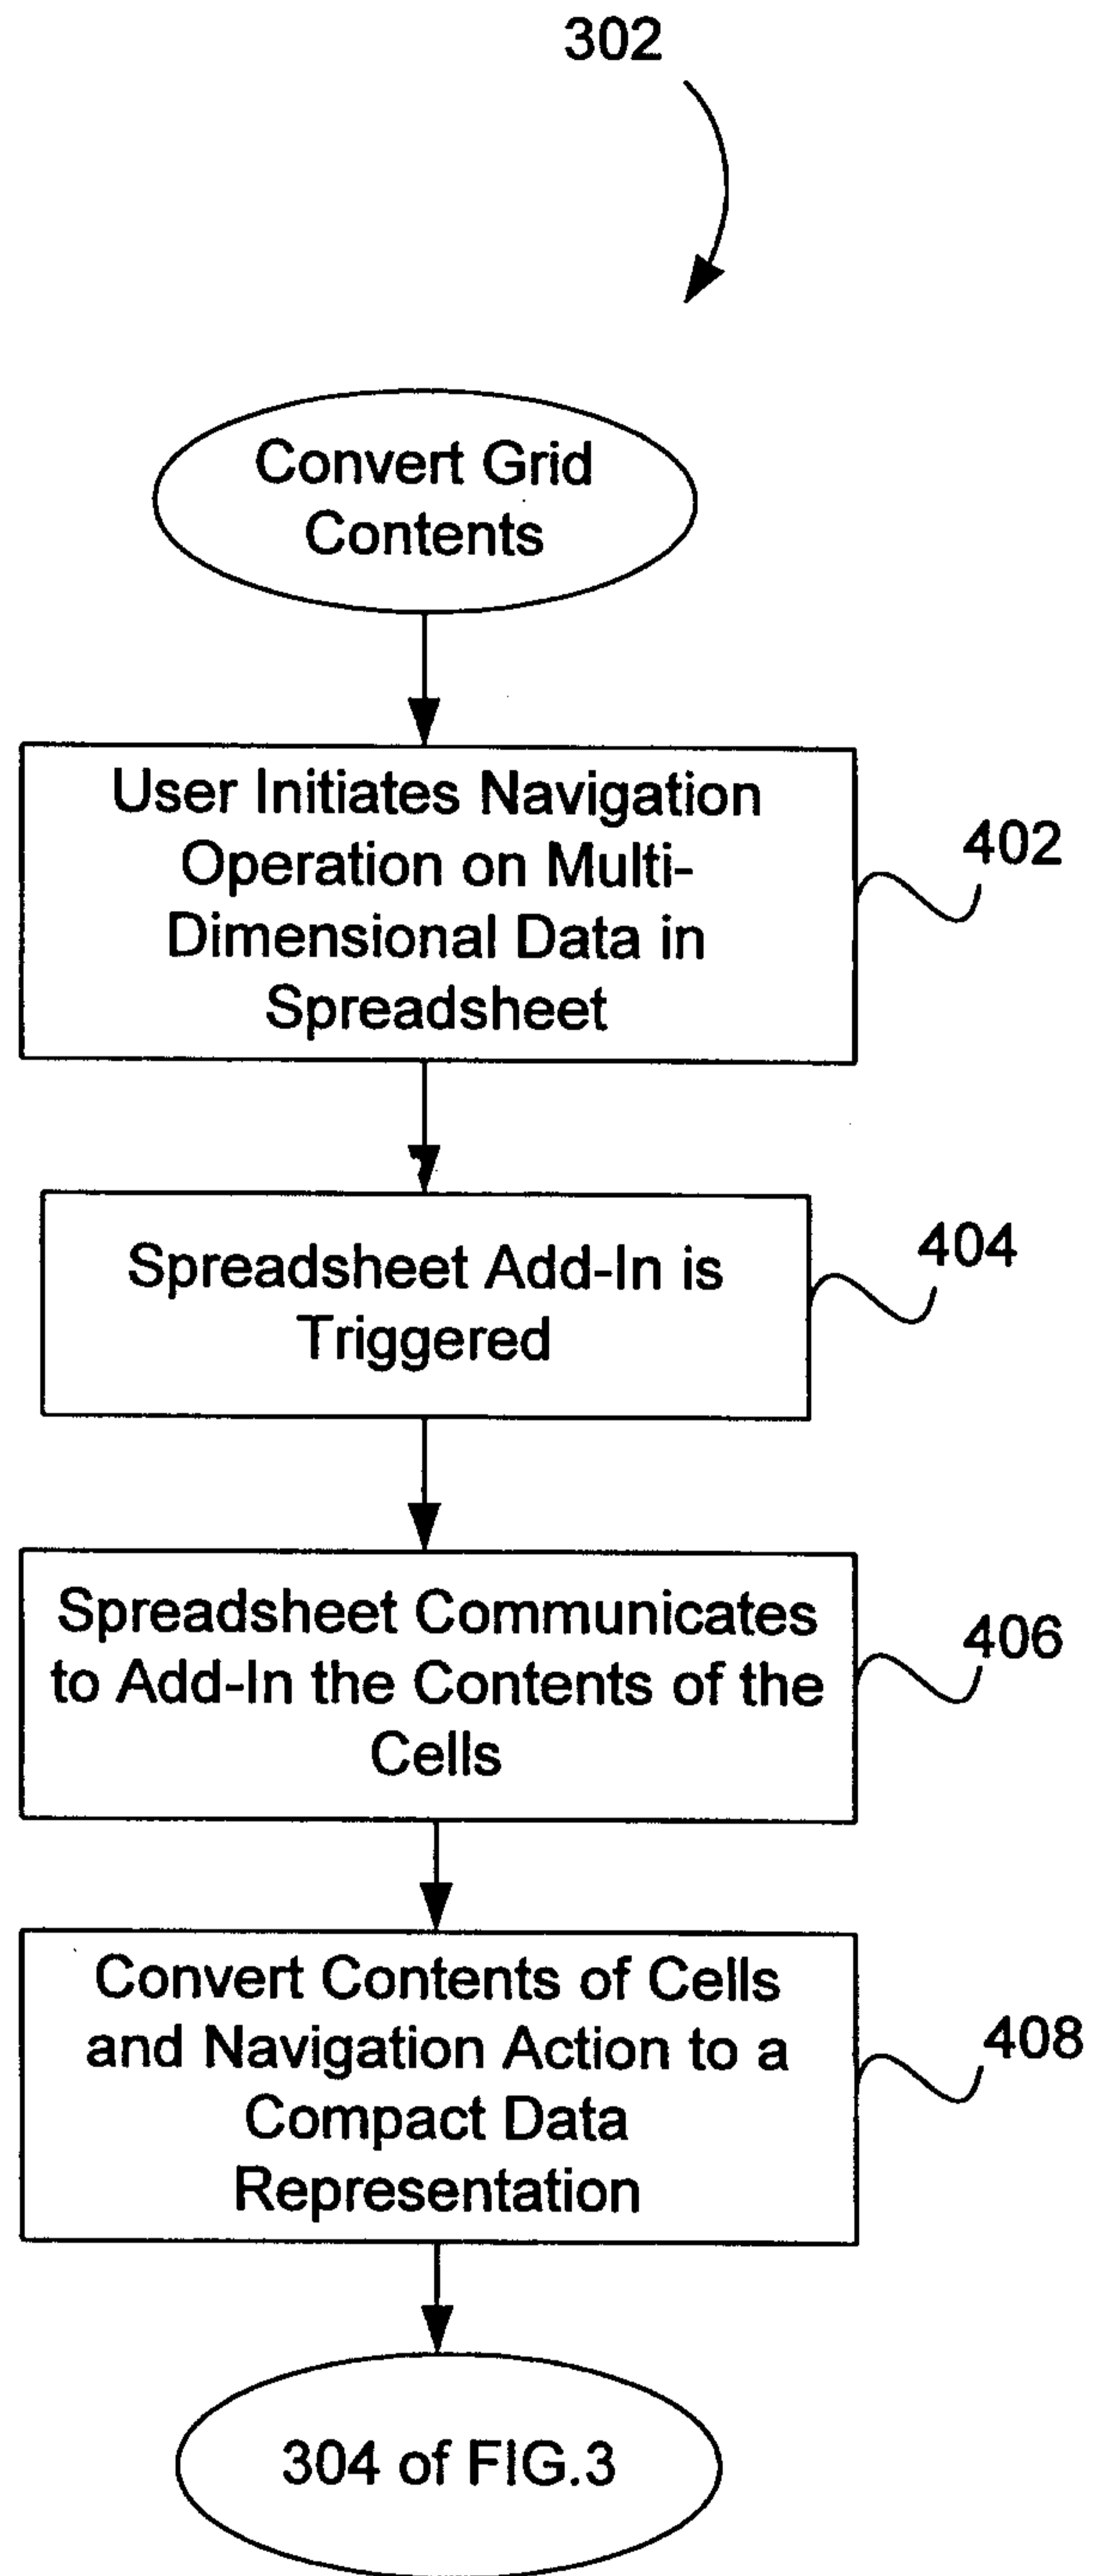 302
Convert Grid
Contents
User Initiates Navigation
Operation on Multi-
Dimensional Data in
Spreadsheet
402
Spreadsheet Add-In is
Triggered
404
Spreadsheet Communicates
to Add-In the Contents of the
Cells
406
Convert Contents of Cells
and Navigation Action to a
Compact Data
Representation
408
304 of FIG.3